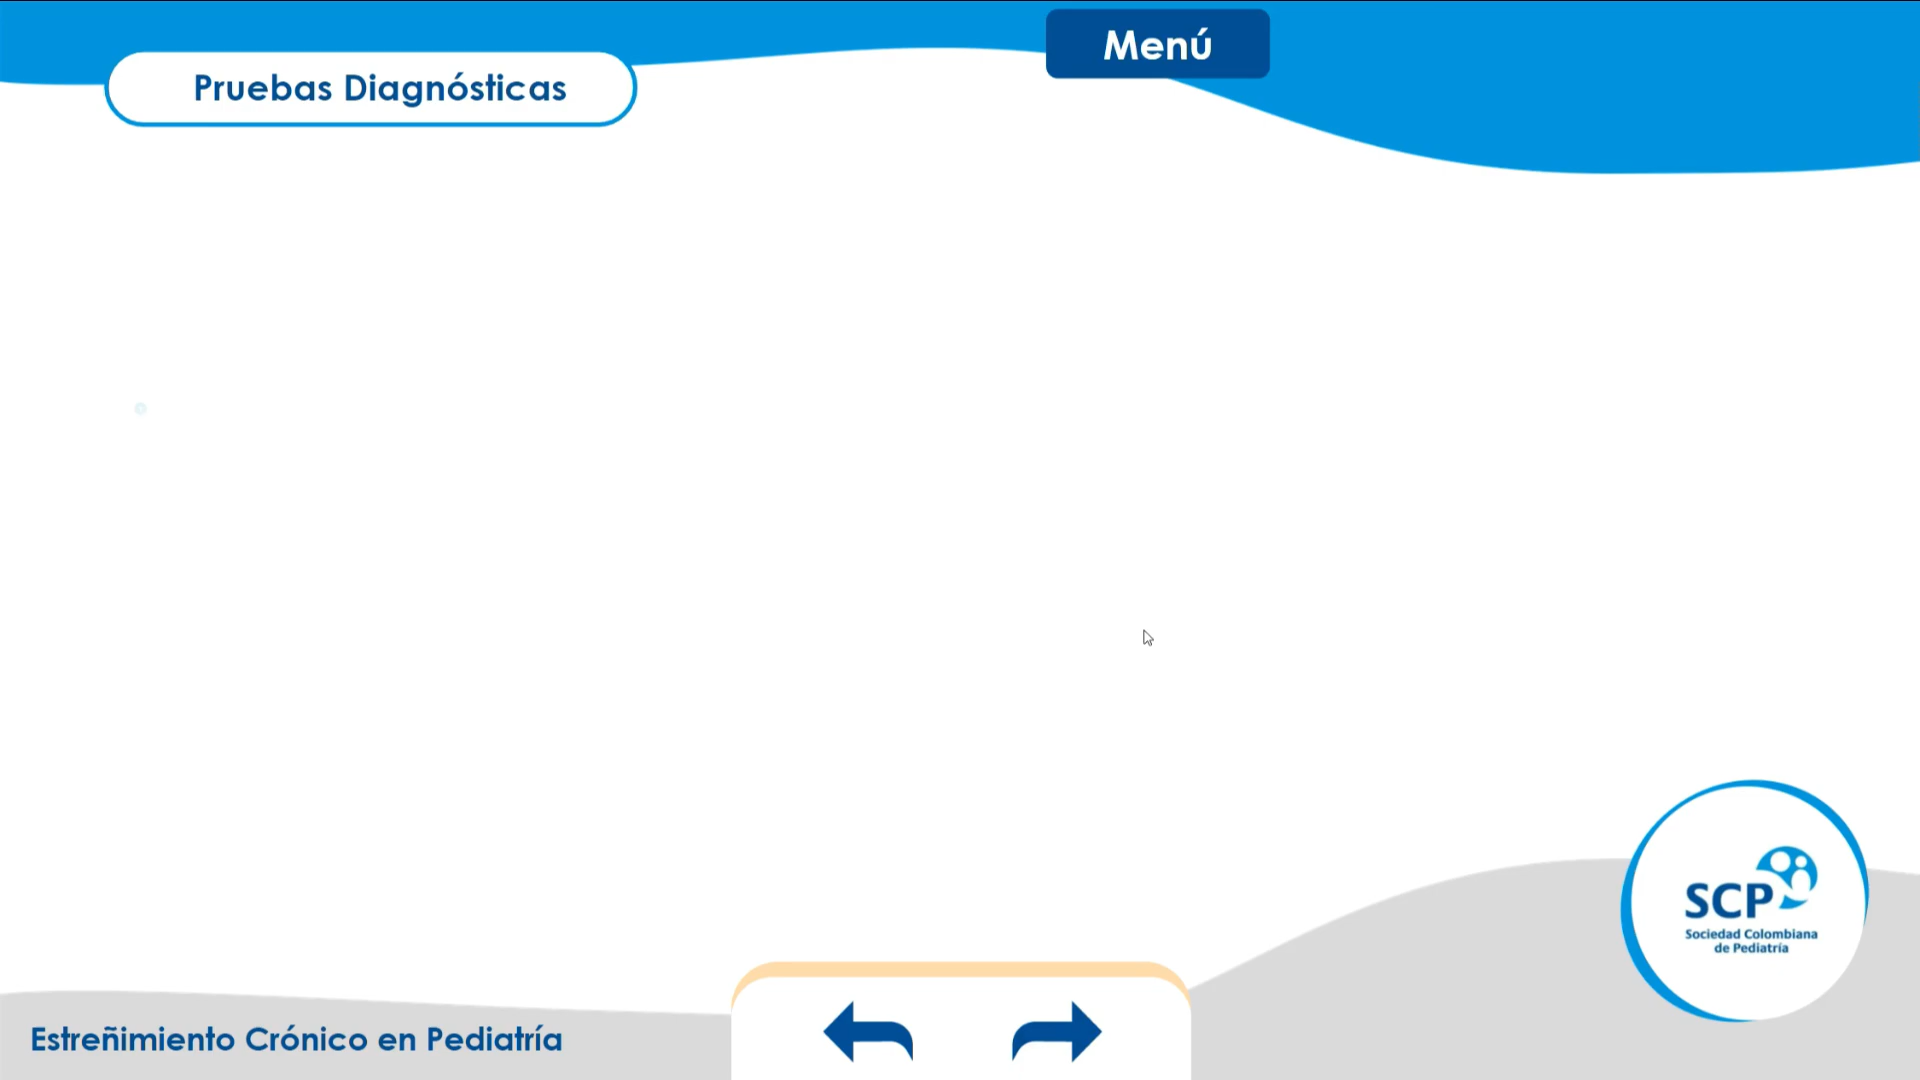 Menú
Pruebas Diagnósticas
SCP
Sociedad Colombiana
de Pediatría
Estreñimiento Crónico en Pediatría